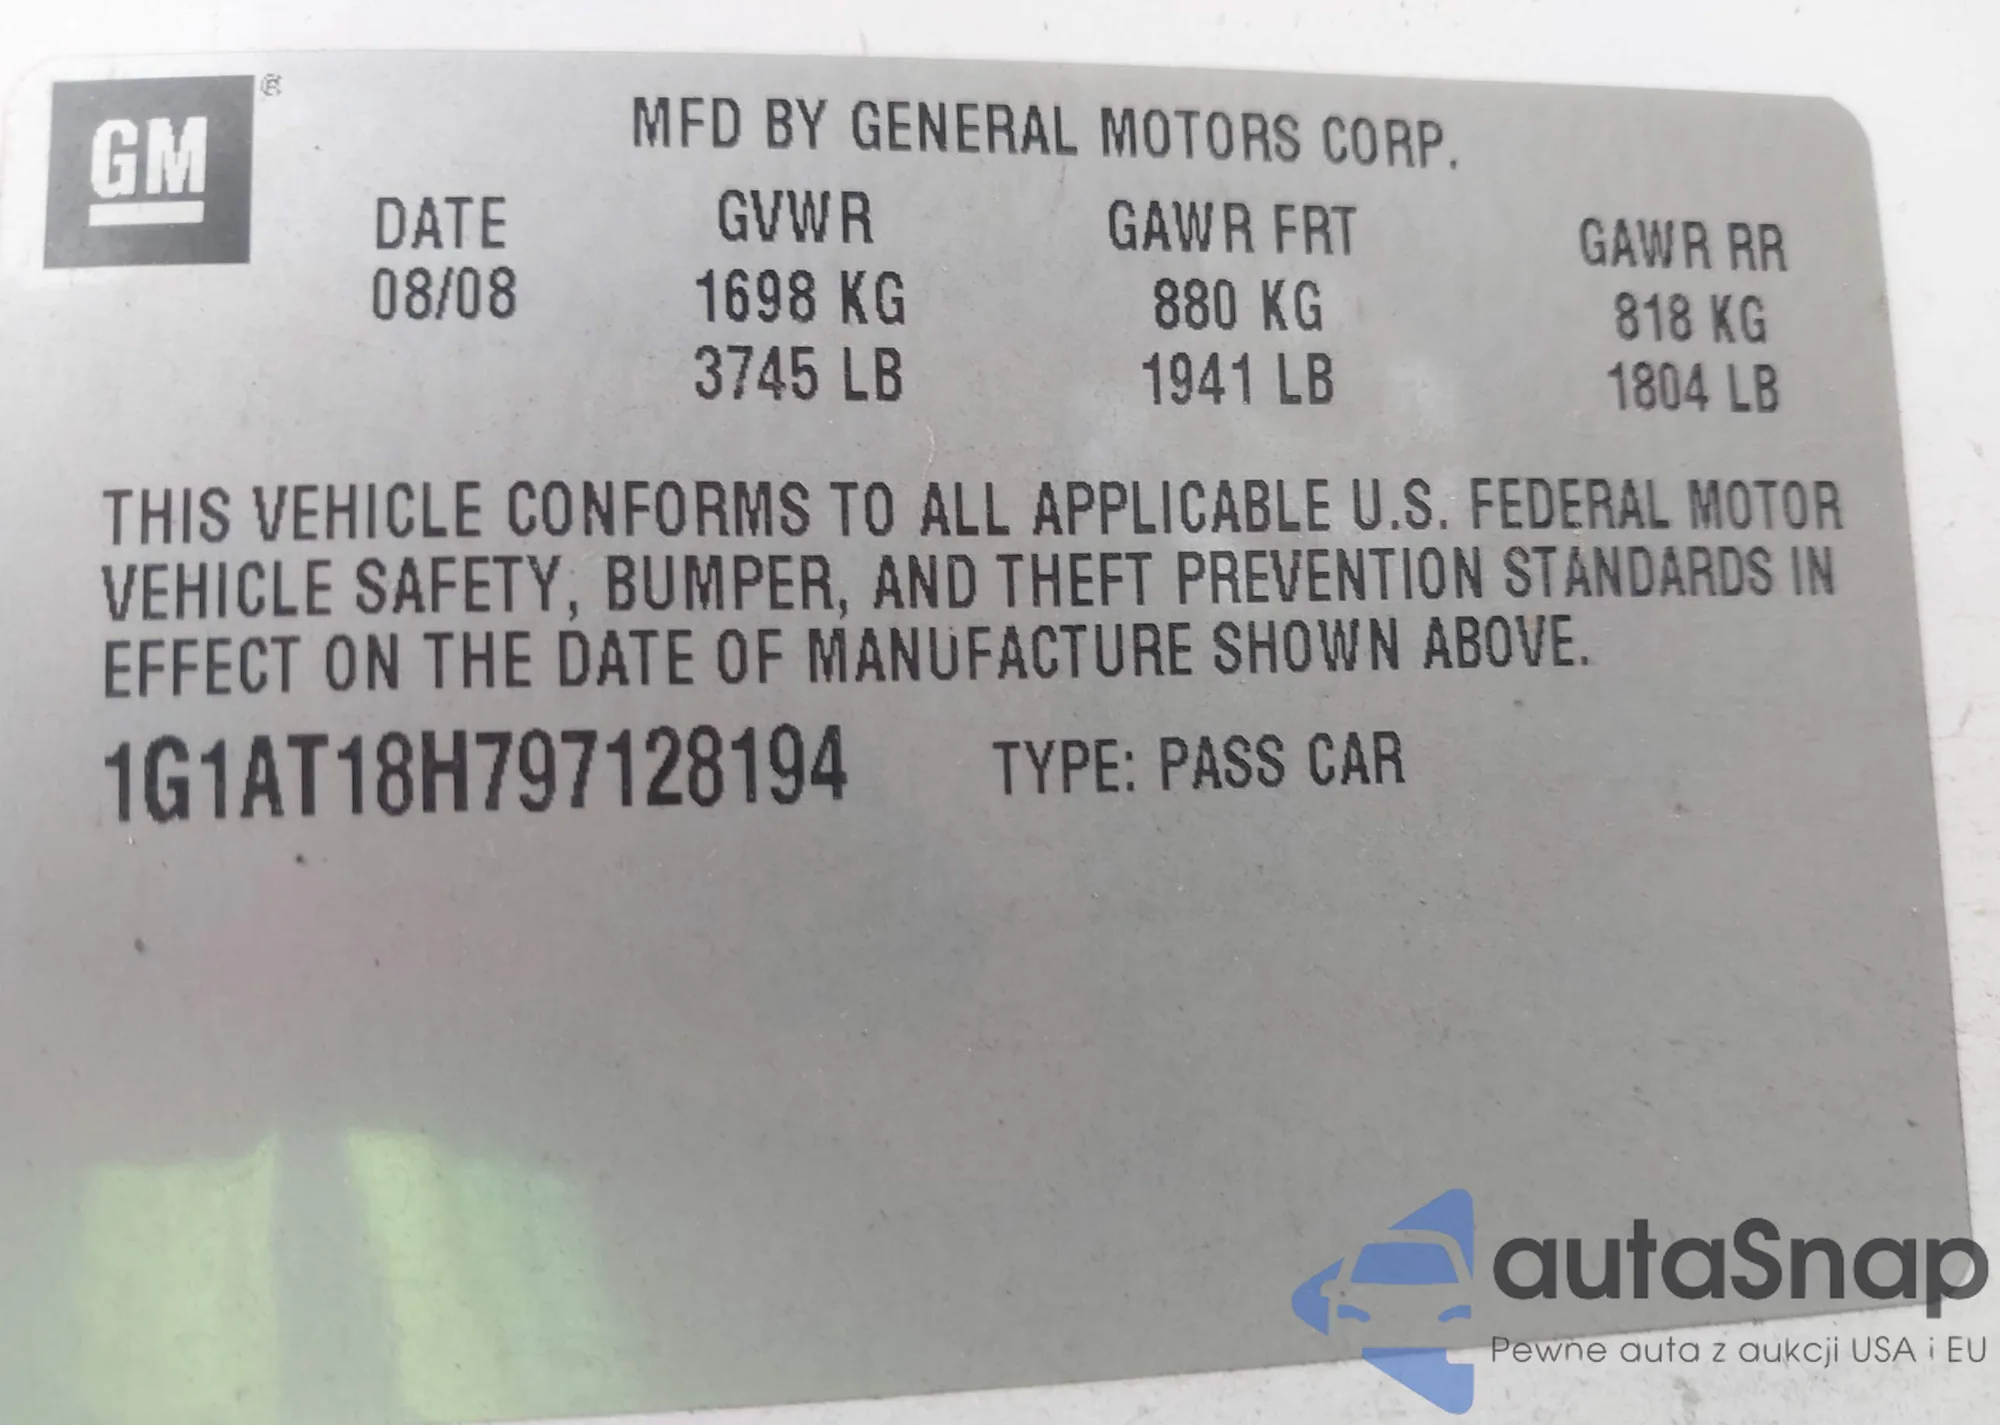 GM®
MFD BY GENERAL MOTORS CORP.
DATE GVWR GAWR FRT GAWR RR
08/08 1698 KG 880 KG 818 KG
3745 LB 1941 LB 1804 LB
THIS VEHICLE CONFORMS TO ALL APPLICABLE U.S. FEDERAL MOTOR
VEHICLE SAFETY, BUMPER, AND THEFT PREVENTION STANDARDS IN
EFFECT ON THE DATE OF MANUFACTURE SHOWN ABOVE.
1G1AT18H797128194 TYPE: PASS CAR
autaSnap
Pewne auta z aukcji USA i EU